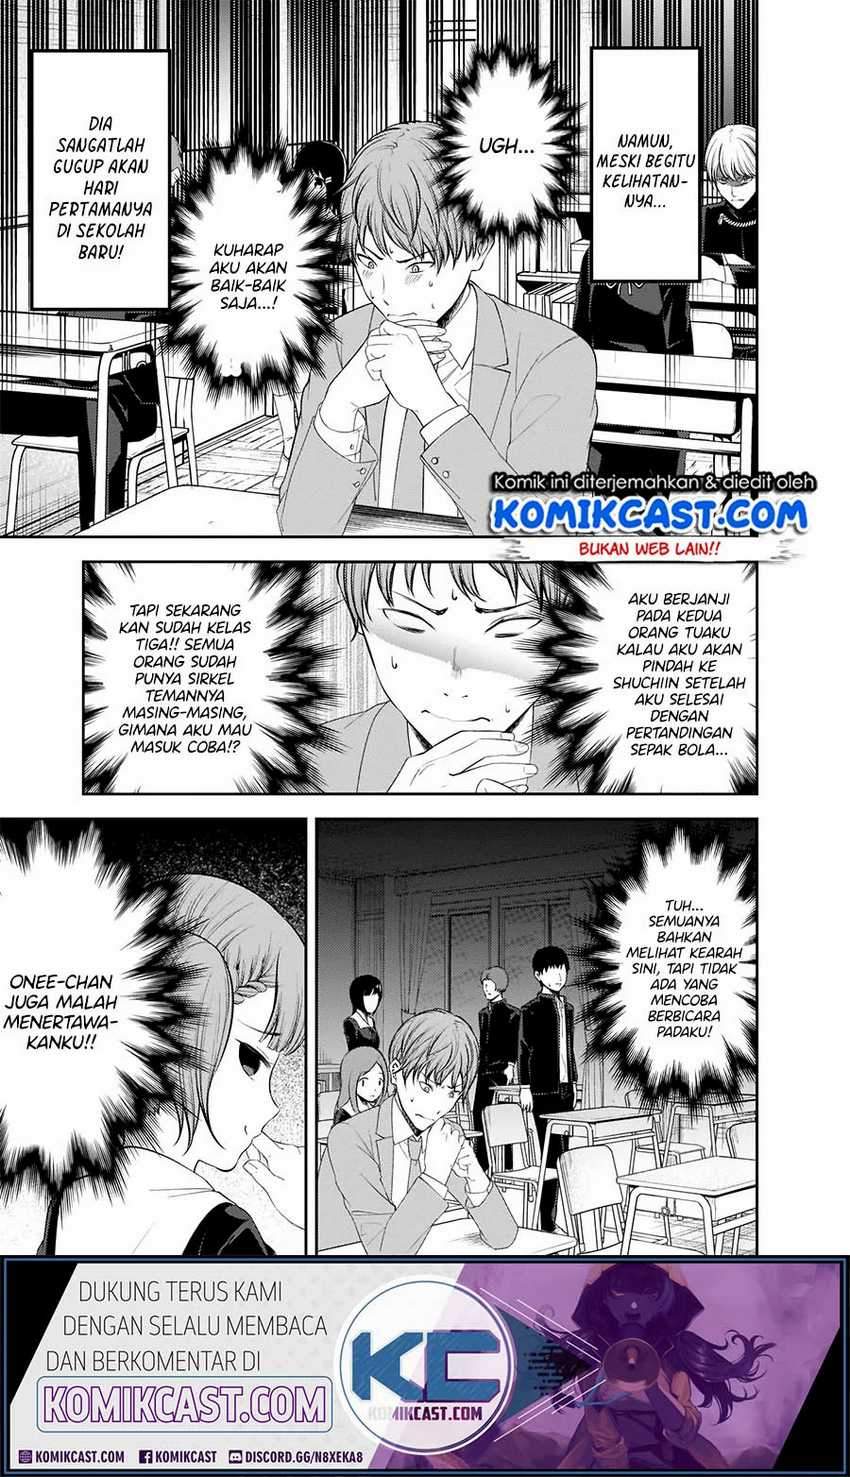 NAMUN,
MESKI BEGITU
KELIHATAN-
NYA...
UGH...
KUHARAP
AKU AKAN
BAIK-BAIK
SAJA...!
DIA
SANGATLAH
GUGUP AKAN
HARI
PERTAMANYA
DI SEKOLAH
BARU!
Komik ini diterjemahkan & diedit oleh
KOMIKCAST.COM
BUKAN WEB LAIN!!
AKU BERJANJI
PADA KEDUA
ORANG TUAKU
KALAU AKU AKAN
PINDAH KE
SHUCHIIN SETELAH
AKU SELESAI
DENGAN
PERTANDINGAN
SEPAK BOLA...
TAPI SEKARANG
KAN SUDAH KELAS
TIGA!! SEMUA
ORANG SUDAH
PUNYA SIRKEL
TEMANNYA
MASING-MASING,
GIMANA AKU MAU
MASUK COBA!?
TUH...
SEMUANYA
BAHKAN
MELIHAT KEARAH
SINI, TAPI TIDAK
ADA YANG
MENCOBA
BERBICARA
PADAKU!
ONEE-CHAN
JUGA MALAH
MENERTAWA-
KANKU!!
DUKUNG TERUS KAMI
DENGAN SELALU MEMBACA
DAN BERKOMENTAR DI
KOMIKCAST.COM
KC
KOMIKCAST.COM
KOMIKCAST.COM KOMIKCAST DISCORD.GG/N8XEKA8